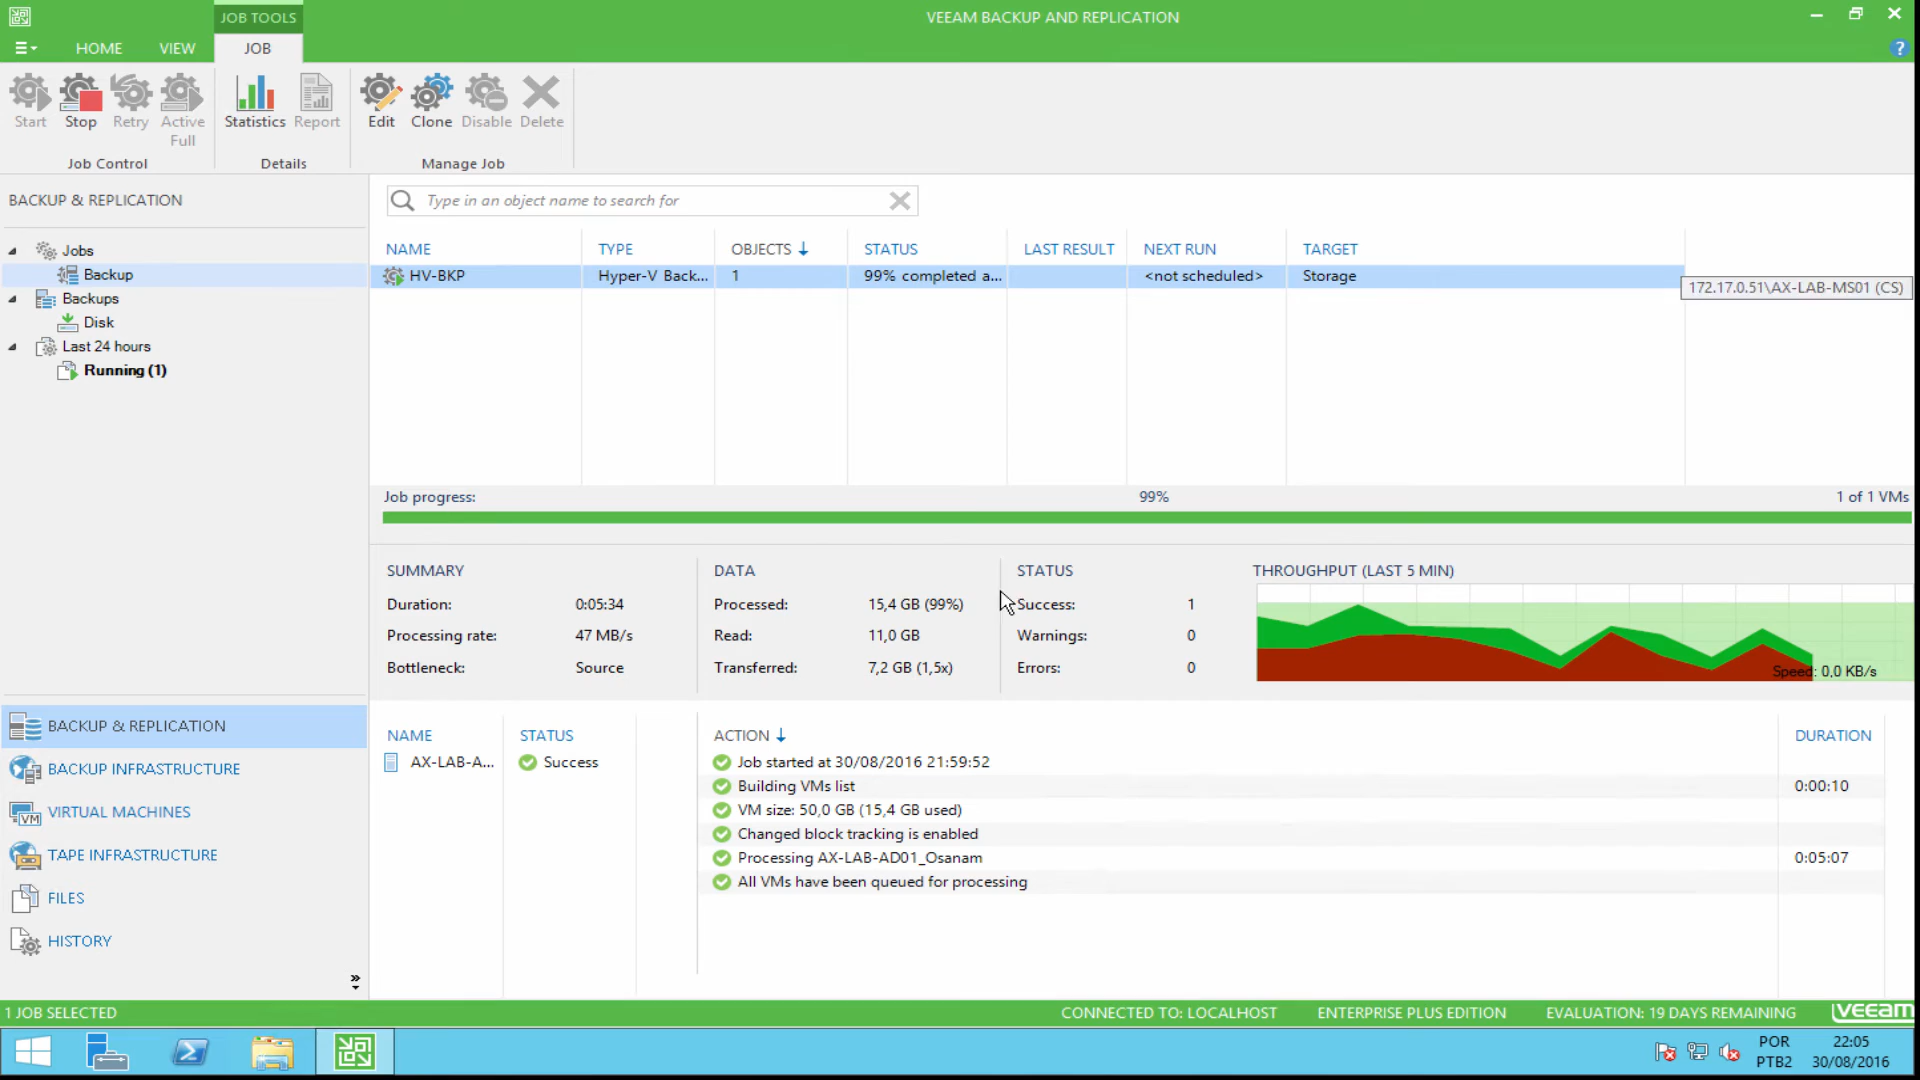 JOB TOOLS
VEEAM BACKUP AND REPLICATION
HOME VIEW JOB
Start Stop Retry Active Full Statistics Report Edit Clone Disable Delete
Job Control Details Manage Job
BACKUP & REPLICATION
Jobs
Backup
Backups
Disk
Last 24 hours
Running (1)
Type in an object name to search for
NAME TYPE OBJECTS STATUS LAST RESULT NEXT RUN TARGET
HV-BKP Hyper-V Back... 1 99% completed a... <not scheduled> Storage
172.17.0.51\AX-LAB-MS01 (CS)
Job progress: 99% 1 of 1 VMs
SUMMARY
Duration: 0:05:34
Processing rate: 47 MB/s
Bottleneck: Source
DATA
Processed: 15,4 GB (99%)
Read: 11,0 GB
Transferred: 7,2 GB (1,5x)
STATUS
Success: 1
Warnings: 0
Errors: 0
THROUGHPUT (LAST 5 MIN)
Speed: 0,0 KB/s
NAME STATUS
AX-LAB-A... Success
ACTION DURATION
Job started at 30/08/2016 21:59:52
Building VMs list 0:00:10
VM size: 50,0 GB (15,4 GB used)
Changed block tracking is enabled
Processing AX-LAB-AD01_Osanam 0:05:07
All VMs have been queued for processing
BACKUP & REPLICATION
BACKUP INFRASTRUCTURE
VIRTUAL MACHINES
TAPE INFRASTRUCTURE
FILES
HISTORY
1 JOB SELECTED CONNECTED TO: LOCALHOST ENTERPRISE PLUS EDITION EVALUATION: 19 DAYS REMAINING veeam
POR 22:05
PTB2 30/08/2016